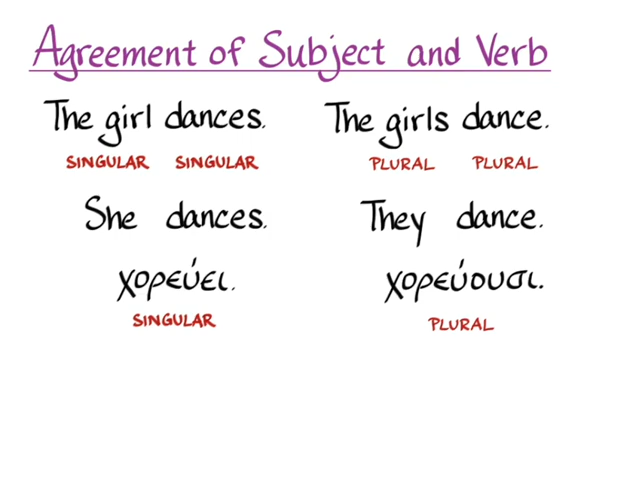 Agreement of Subject and Verb
The girl dances. The girls dance.
SINGULAR SINGULAR PLURAL PLURAL
She dances. They dance.
χορεύει. χορεύουσι.
SINGULAR PLURAL